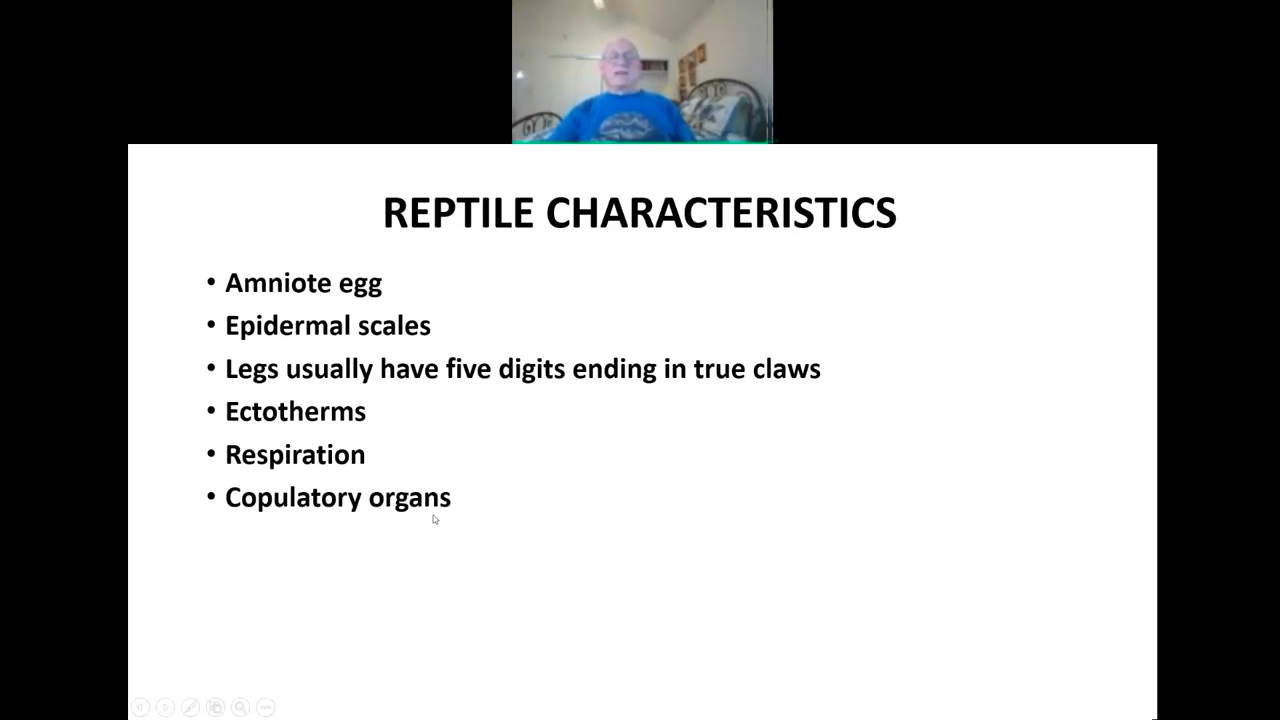 REPTILE CHARACTERISTICS
• Amniote egg
• Epidermal scales
• Legs usually have five digits ending in true claws
• Ectotherms
• Respiration
• Copulatory organs